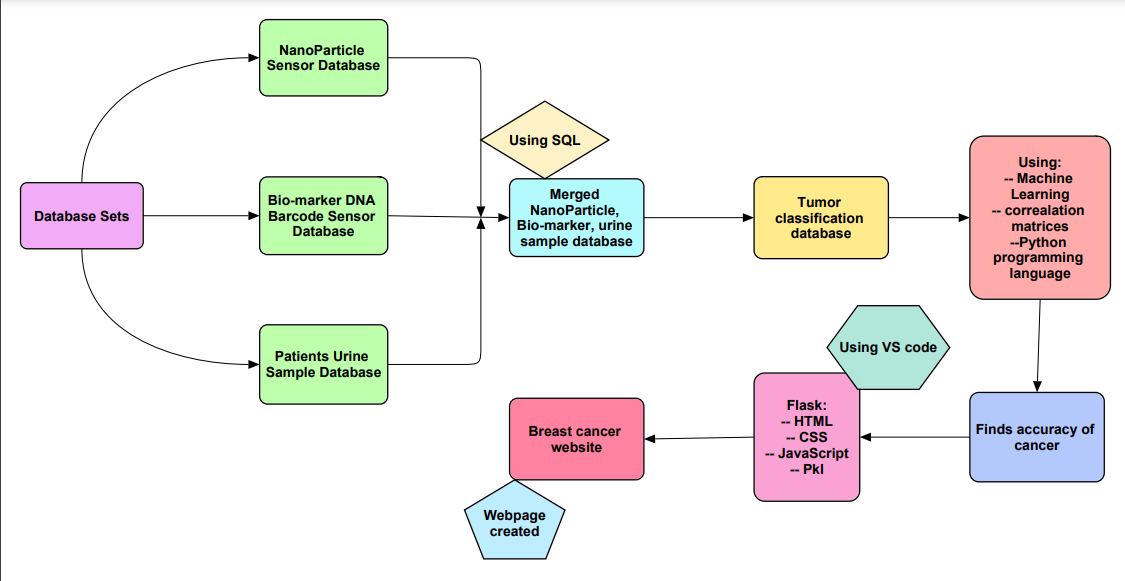 NanoParticle
Sensor Database
Using SQL
Database Sets
Bio-marker DNA
Barcode Sensor
Database
Merged
NanoParticle,
Bio-marker, urine
sample database
Tumor
classification
database
Using:
-- Machine
Learning
-- correalation
matrices
--Python
programming
language
Patients Urine
Sample Database
Using VS code
Flask:
-- HTML
-- CSS
-- JavaScript
-- Pkl
Finds accuracy of
cancer
Breast cancer
website
Webpage
created